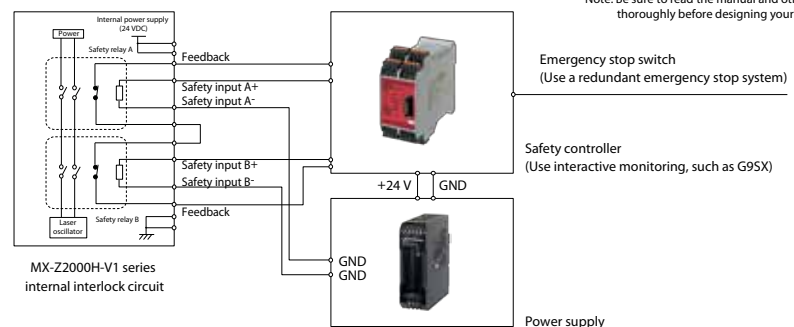 Note: Be sure to read the manual and oth
thoroughly before designing your
Internal power supply
(24 VDC)
Power
Safety relay A
Feedback
Safety input A+
Safety input A-
Emergency stop switch
(Use a redundant emergency stop system)
Safety controller
(Use interactive monitoring, such as G9SX)
Safety input B+
Safety input B-
+24 V
GND
Feedback
Safety relay B
Laser
oscillator
MX-Z2000H-V1 series
internal interlock circuit
GND
GND
Power supply